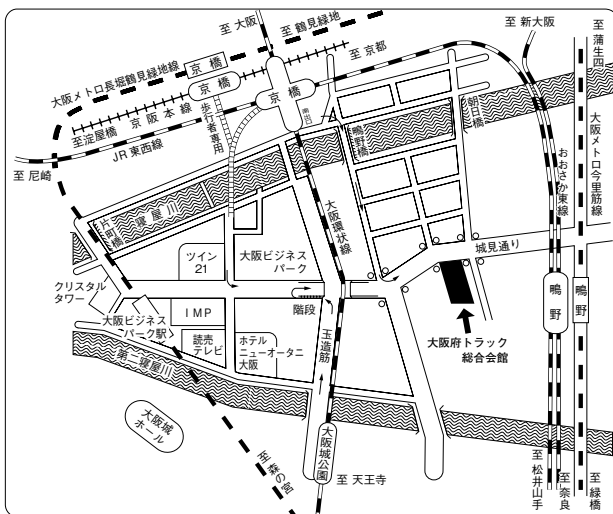 至 大阪
至 鶴見緑地
大阪メトロ長堀鶴見緑地線
京橋
至 京都
至 新大阪
至 蒲生四
京橋
京阪本線
至淀屋橋
歩行者専用
京橋
南出口
JR東西線
至 尼崎
鴫野橋
朝日橋
大阪メトロ今里筋線
おおさか東線
寝屋川
片町橋
大阪環状線
城見通り
ツイン
21
大阪ビジネス
パーク
クリスタル
タワー
IMP
階段
大阪ビジネス
パーク駅
読売
テレビ
ホテル
ニューオータニ
大阪
玉造筋
大阪府トラック
総合会館
鴫野
鴫野
第二寝屋川
大阪城
ホール
大阪城公園
至 森の宮
至 天王寺
至 松井山手
至 奈良
至 緑橋